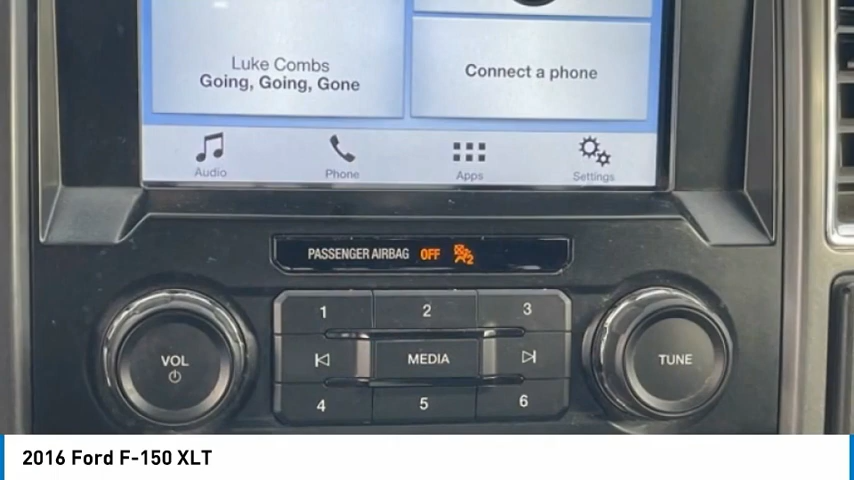 Luke Combs
Going, Going, Gone
Connect a phone
Audio
Phone
Apps
Settings
PASSENGER AIRBAG OFF 2
1
2
3
VOL
MEDIA
TUNE
4
5
6
2016 Ford F-150 XLT